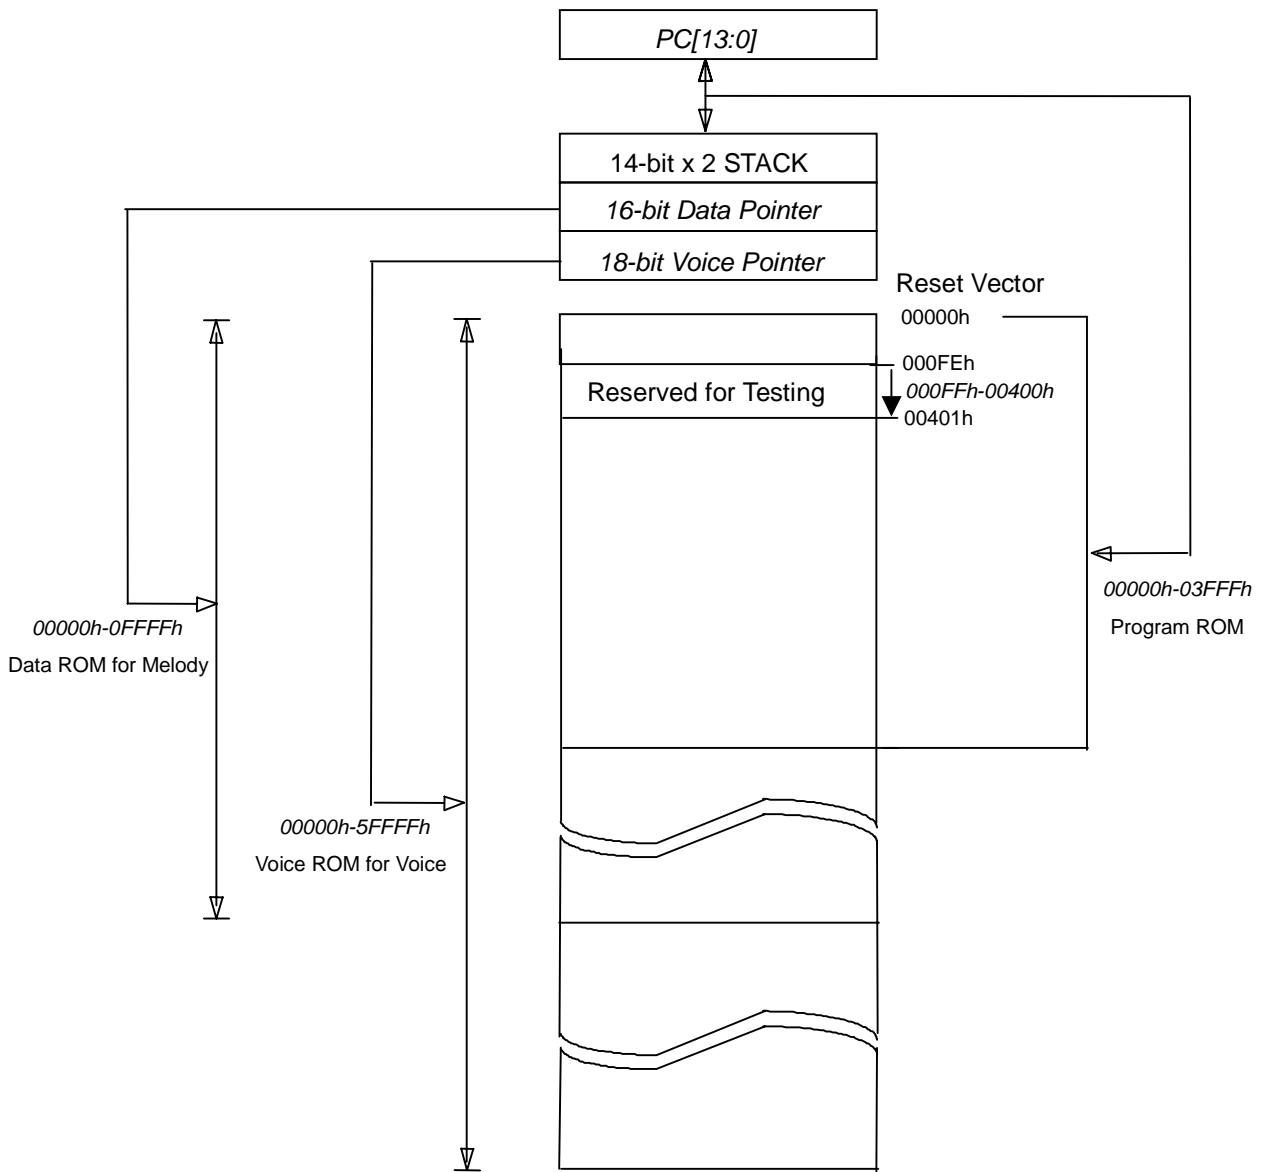 PC[13:0]
14-bit x 2 STACK
16-bit Data Pointer
18-bit Voice Pointer
Reset Vector
00000h
000FEh
Reserved for Testing
000FFh-00400h
00401h
00000h-03FFFh
Program ROM
00000h-0FFFFh
Data ROM for Melody
00000h-5FFFFh
Voice ROM for Voice